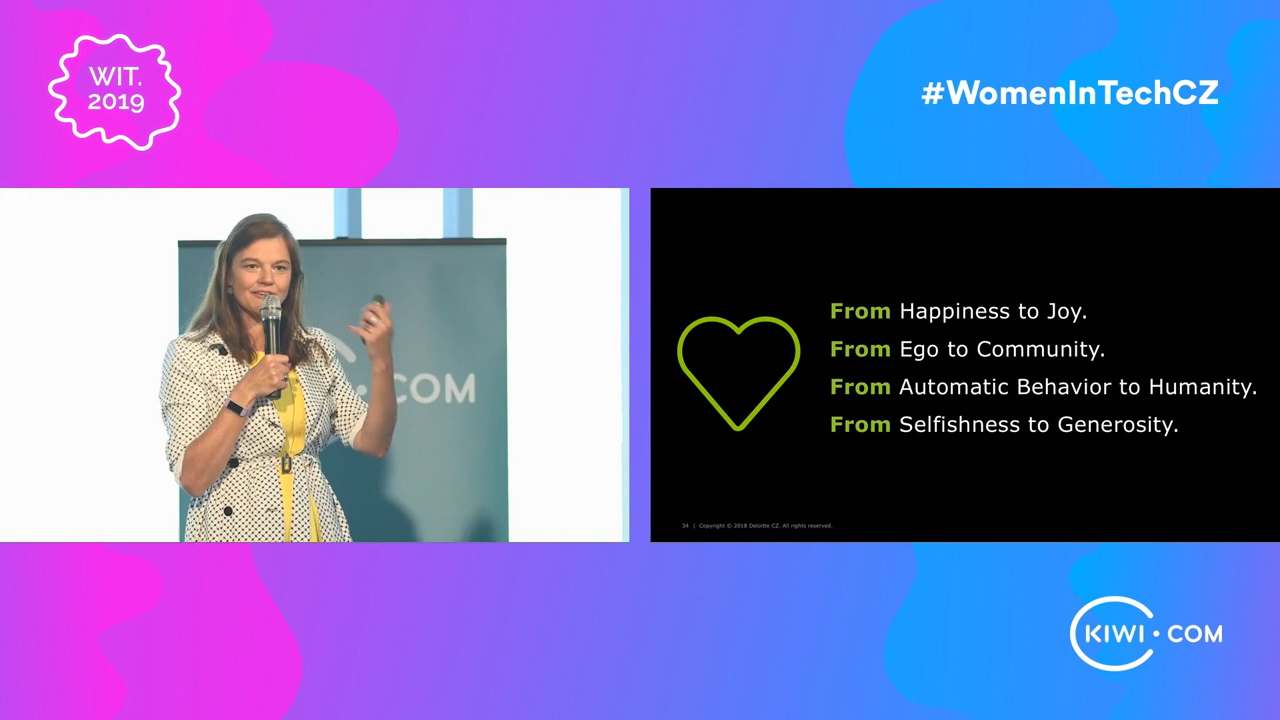 WIT.
2019
#WomenInTechCZ
.COM
From Happiness to Joy.
From Ego to Community.
From Automatic Behavior to Humanity.
From Selfishness to Generosity.
34 | Copyright © 2018 Deloitte CZ. All rights reserved.
KIWI.COM